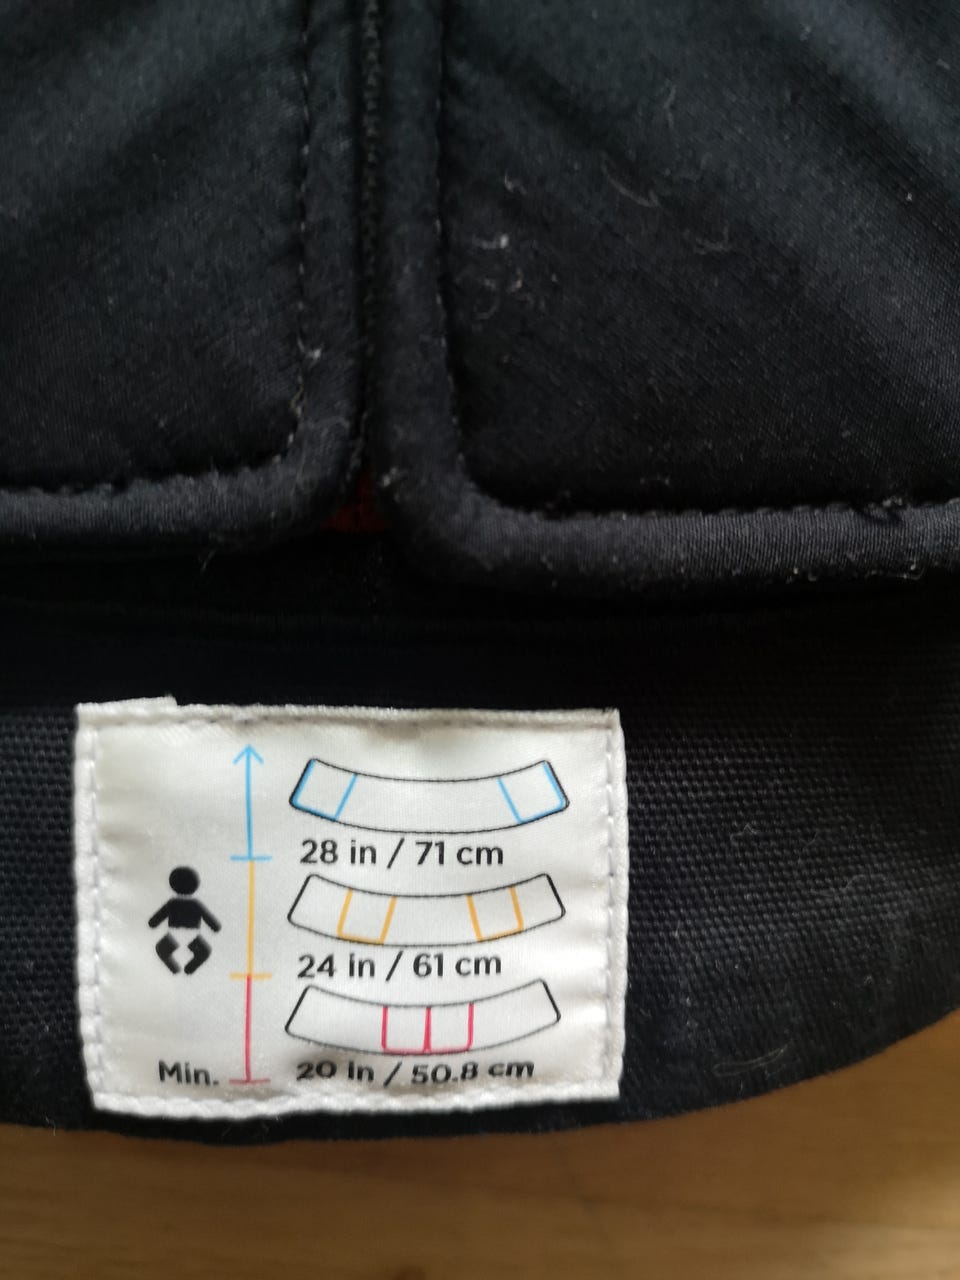 28 in / 71 cm
24 in / 61 cm
Min. 20 in / 50.8 cm